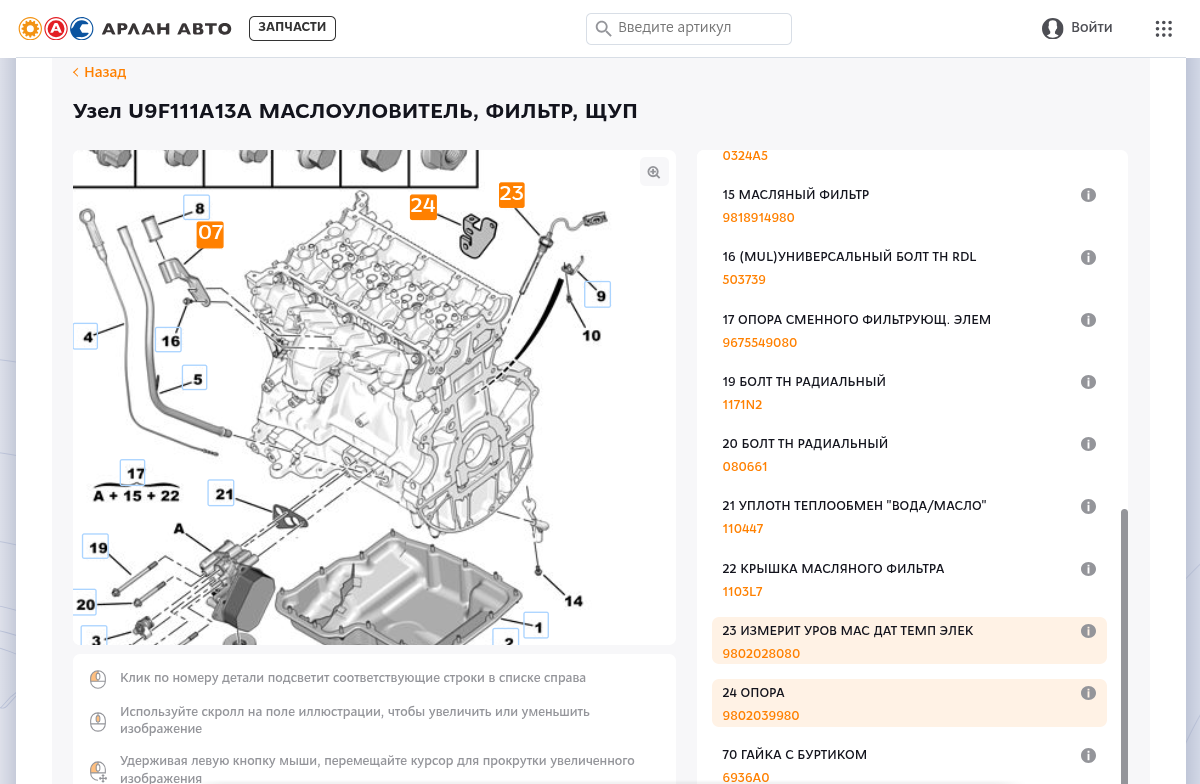 АРЛАН АВТО
ЗАПЧАСТИ
Введите артикул
Войти
Назад
Узел U9F111A13A МАСЛОУЛОВИТЕЛЬ, ФИЛЬТР, ЩУП
8
07
24
23
9
10
4
16
5
17
A + 15 + 22
21
A
19
20
3
14
1
2
0324A5
15 МАСЛЯНЫЙ ФИЛЬТР
9818914980
16 (MUL)УНИВЕРСАЛЬНЫЙ БОЛТ TH RDL
503739
17 ОПОРА СМЕННОГО ФИЛЬТРУЮЩ. ЭЛЕМ
9675549080
19 БОЛТ ТН РАДИАЛЬНЫЙ
1171N2
20 БОЛТ ТН РАДИАЛЬНЫЙ
080661
21 УПЛОТН ТЕПЛООБМЕН "ВОДА/МАСЛО"
110447
22 КРЫШКА МАСЛЯНОГО ФИЛЬТРА
1103L7
23 ИЗМЕРИТ УРОВ МАС ДАТ ТЕМП ЭЛЕК
9802028080
24 ОПОРА
9802039980
70 ГАЙКА С БУРТИКОМ
6936A0
Клик по номеру детали подсветит соответствующие строки в списке справа
Используйте скролл на поле иллюстрации, чтобы увеличить или уменьшить
изображение
Удерживая левую кнопку мыши, перемещайте курсор для прокрутки увеличенного
изображения